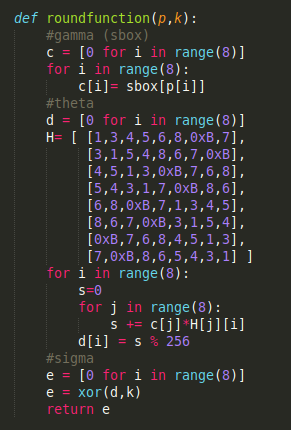 def roundfunction(p,k):
    #gamma (sbox)
    c = [0 for i in range(8)]
    for i in range(8):
        c[i]= sbox[p[i]]
    #theta
    d = [0 for i in range(8)]
    H= [ [1,3,4,5,6,8,0xB,7],
         [3,1,5,4,8,6,7,0xB],
         [4,5,1,3,0xB,7,6,8],
         [5,4,3,1,7,0xB,8,6],
         [6,8,0xB,7,1,3,4,5],
         [8,6,7,0xB,3,1,5,4],
         [0xB,7,6,8,4,5,1,3],
         [7,0xB,8,6,5,4,3,1] ]
    for i in range(8):
        s=0
        for j in range(8):
            s += c[j]*H[j][i]
        d[i] = s % 256
    #sigma
    e = [0 for i in range(8)]
    e = xor(d,k)
    return e